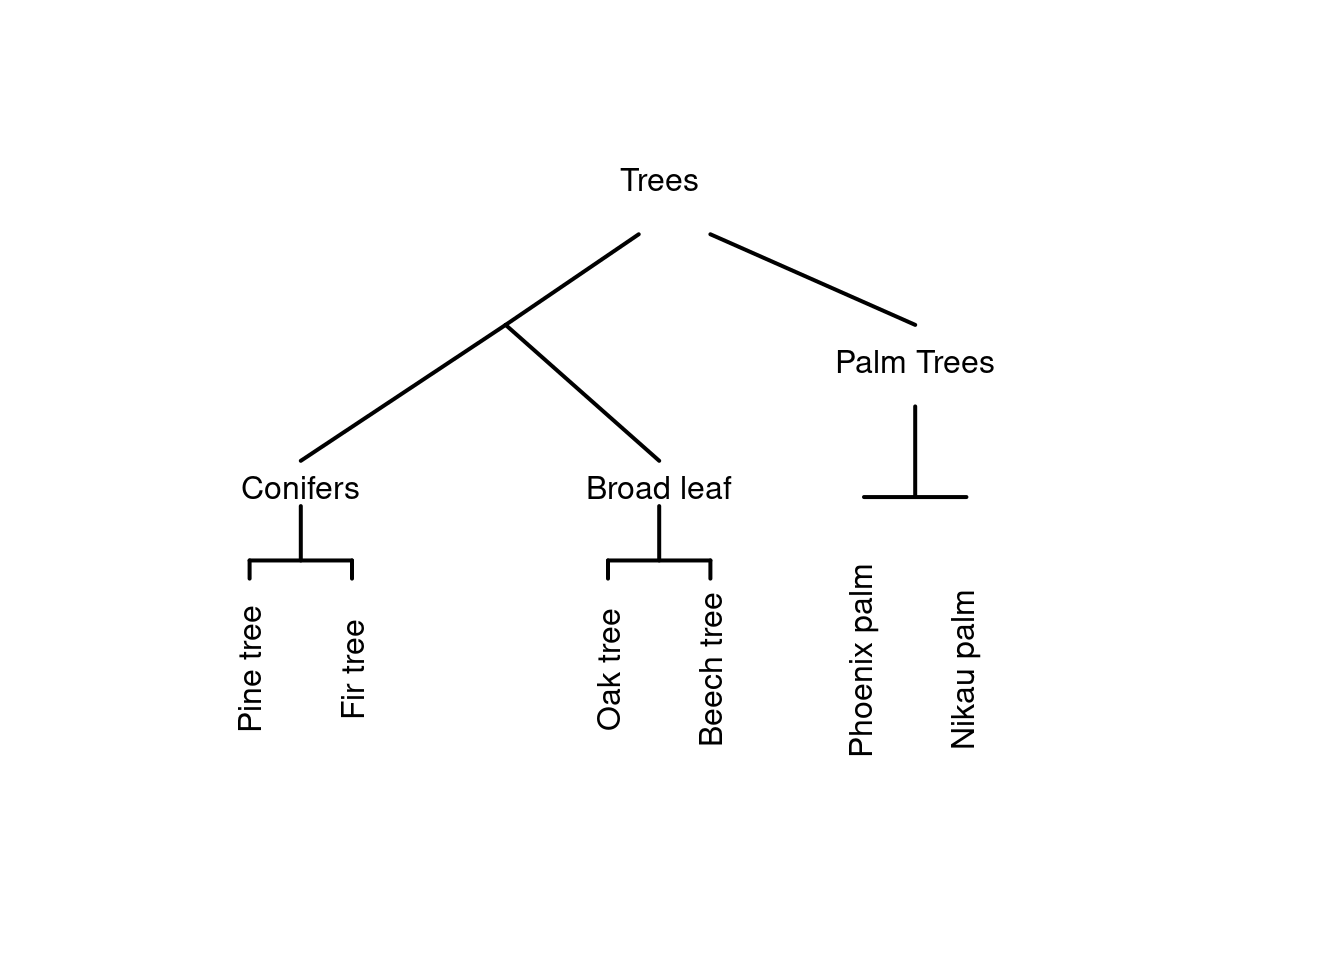 Trees
Palm Trees
Conifers
Broad leaf
Pine tree
Fir tree
Oak tree
Beech tree
Phoenix palm
Nikau palm